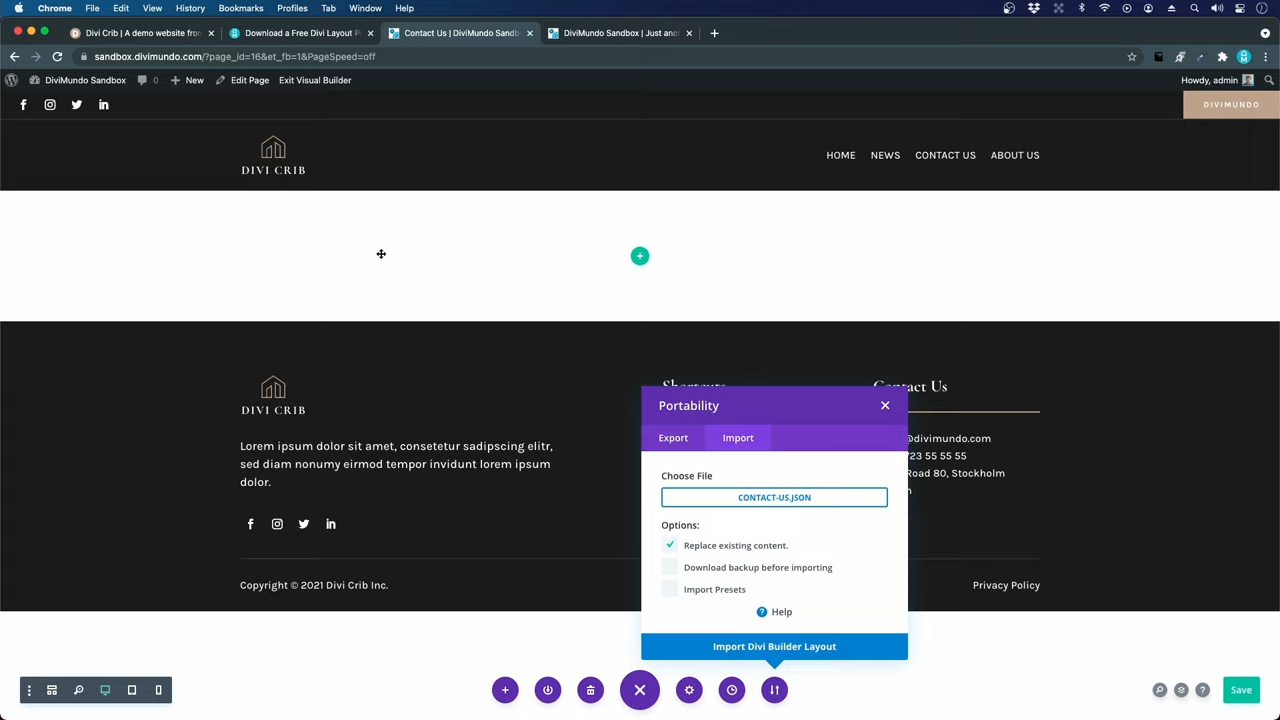 Chrome File Edit View History Bookmarks Profiles Tab Window Help
Divi Crib | A demo website from
Download a Free Divi Layout P
Contact Us | DiviMundo Sandb
DiviMundo Sandbox | Just anot
sandbox.divimundo.com/?page_id=16&et_fb=1&PageSpeed=off
DiviMundo Sandbox 0 New Edit Page Exit Visual Builder Howdy, admin
DIVIMUNDO
DIVI CRIB
HOME NEWS CONTACT US ABOUT US
DIVI CRIB
Lorem ipsum dolor sit amet, consetetur sadipscing elitr,
sed diam nonumy eirmod tempor invidunt lorem ipsum
dolor.
Shortcuts
Contact Us
@divimundo.com
723 55 55 55
Road 80, Stockholm
Portability
Export Import
Choose File
CONTACT-US.JSON
Options:
Replace existing content.
Download backup before importing
Import Presets
Help
Import Divi Builder Layout
Copyright © 2021 Divi Crib Inc.
Privacy Policy
Save